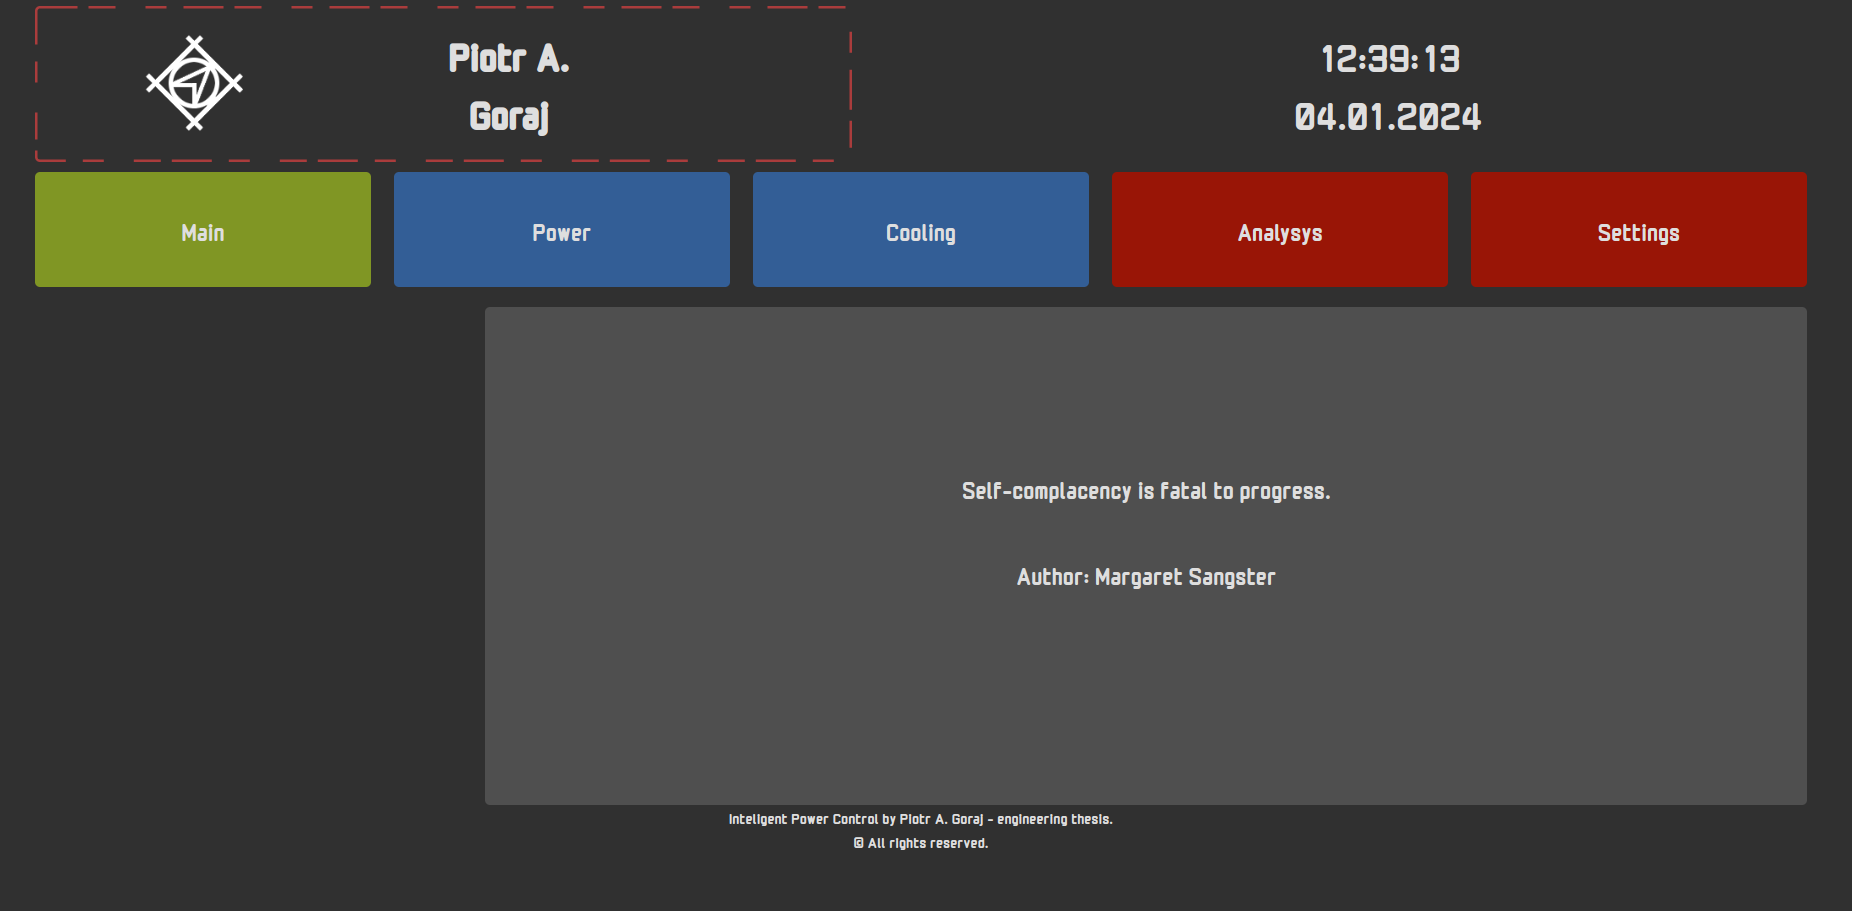 Piotr A.
Goraj
12:39:13
04.01.2024
Main
Power
Cooling
Analysys
Settings
Self-complacency is fatal to progress.
Author: Margaret Sangster
Inteligent Power Control by Piotr A. Goraj - engineering thesis.
© All rights reserved.